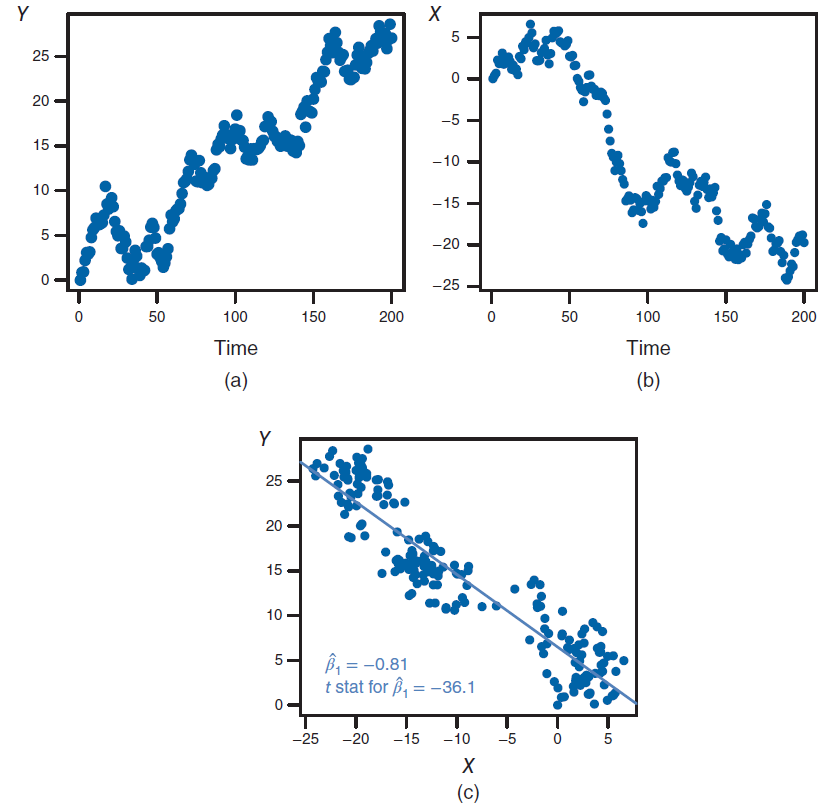 Y
25
20
15
10
5
0
0 50 100 150 200
Time
(a)
X
5
0
−5
−10
−15
−20
−25
0 50 100 150 200
Time
(b)
Y
25
20
15
10
5
0
β̂₁ = −0.81
t stat for β̂₁ = −36.1
−25 −20 −15 −10 −5 0 5
X
(c)